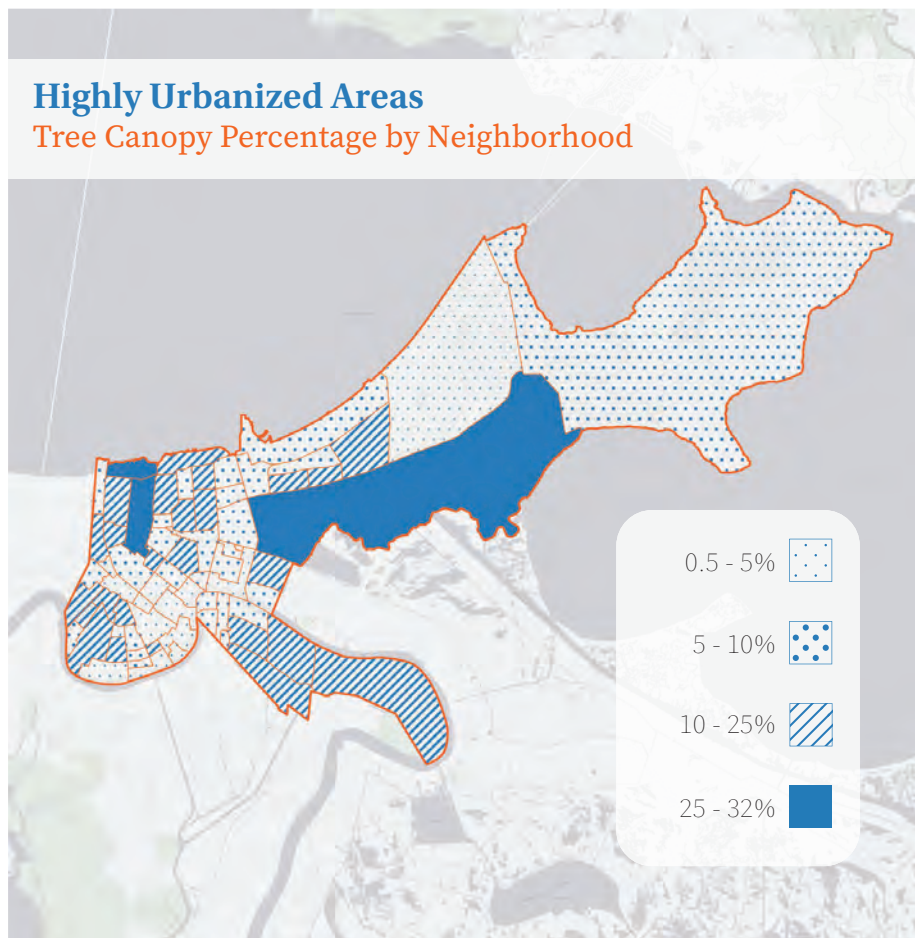 Highly Urbanized Areas
Tree Canopy Percentage by Neighborhood
0.5 - 5%
5 - 10%
10 - 25%
25 - 32%